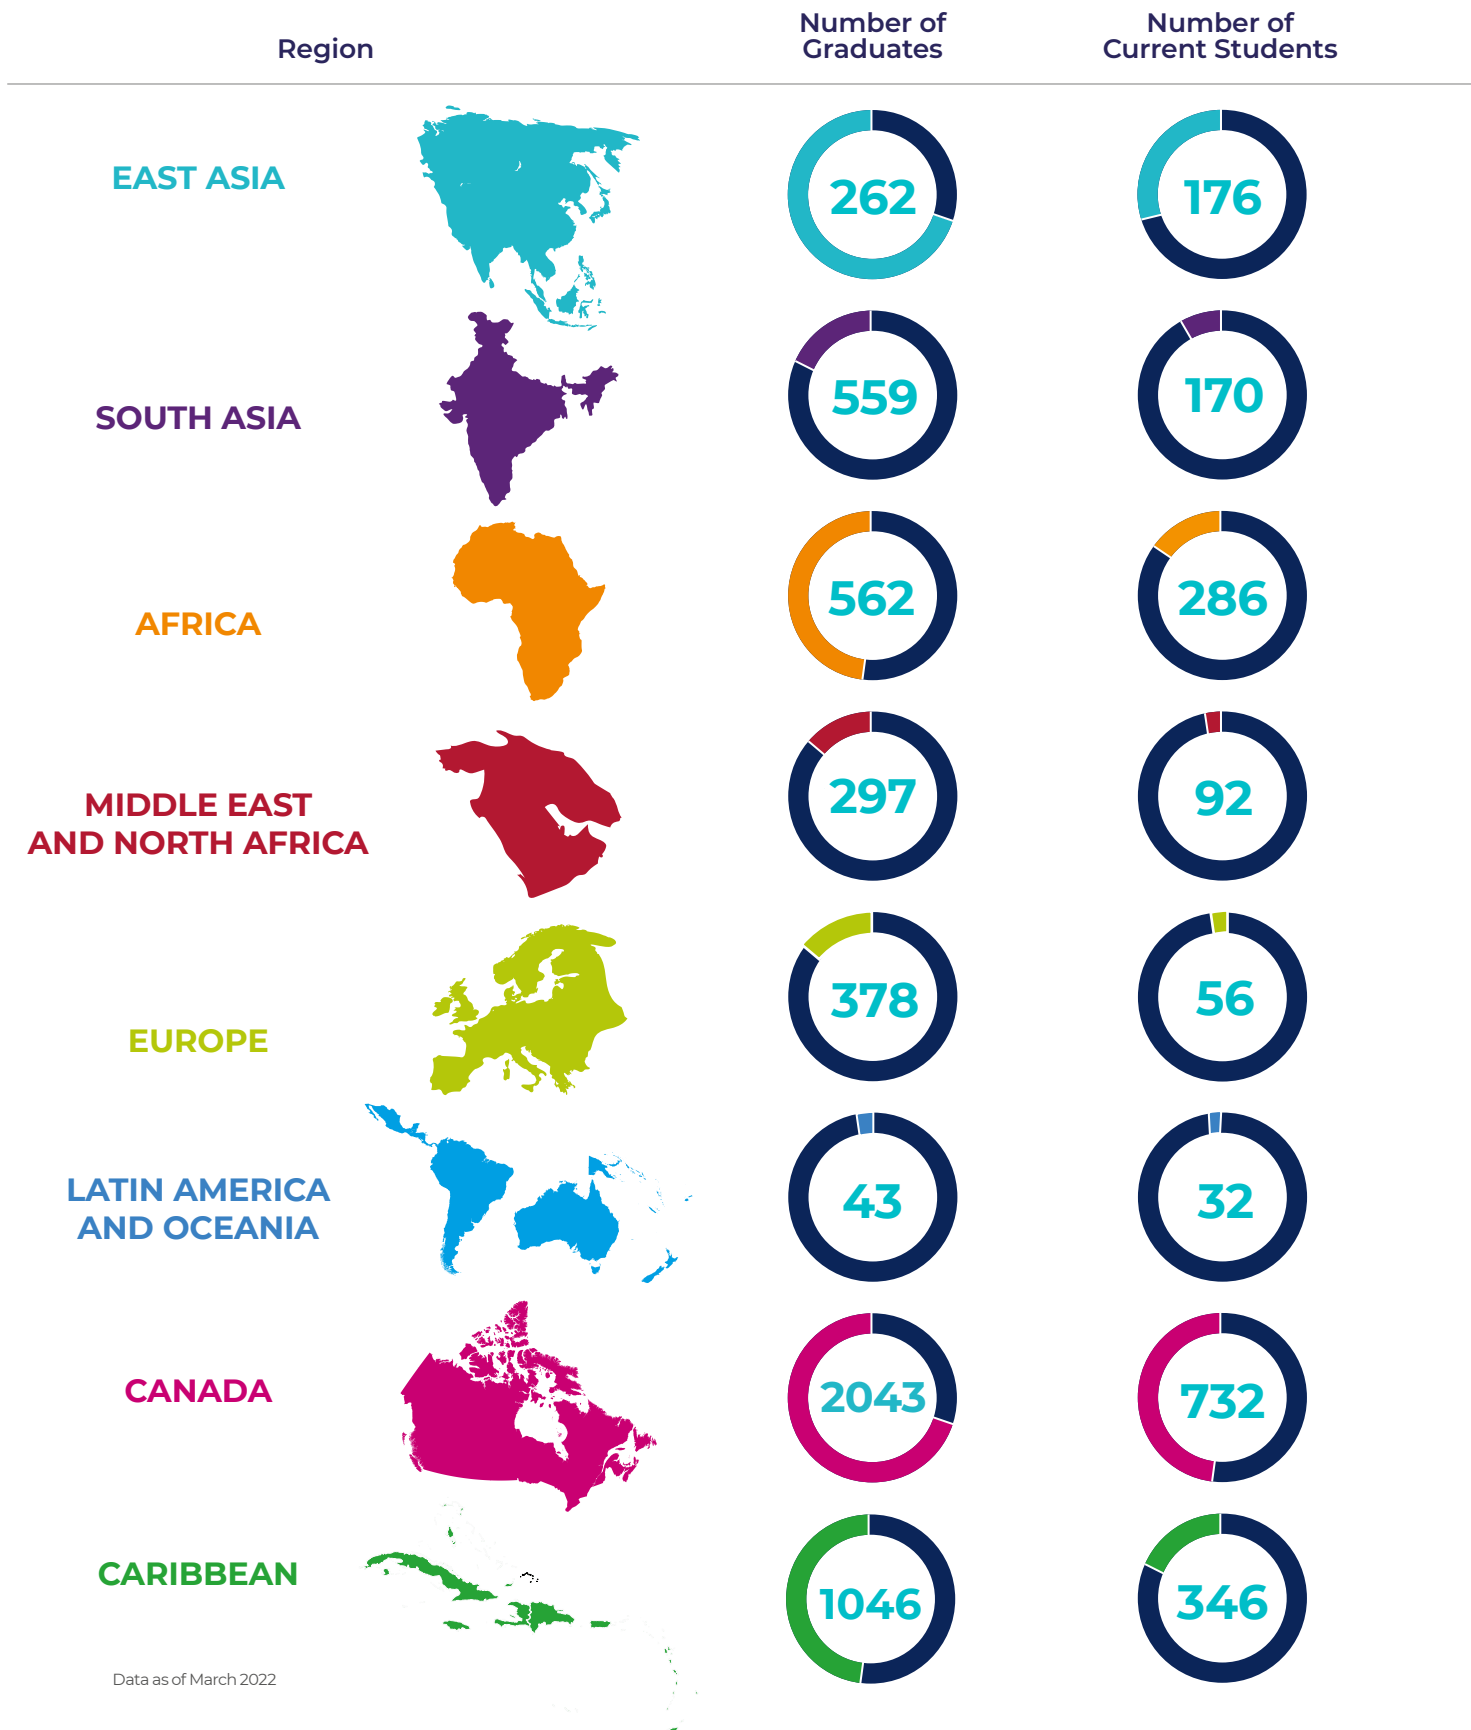 Region
Number of
Graduates
Number of
Current Students
EAST ASIA
262
176
SOUTH ASIA
559
170
AFRICA
562
286
MIDDLE EAST
AND NORTH AFRICA
297
92
EUROPE
378
56
LATIN AMERICA
AND OCEANIA
43
32
CANADA
2043
732
CARIBBEAN
1046
346
Data as of March 2022